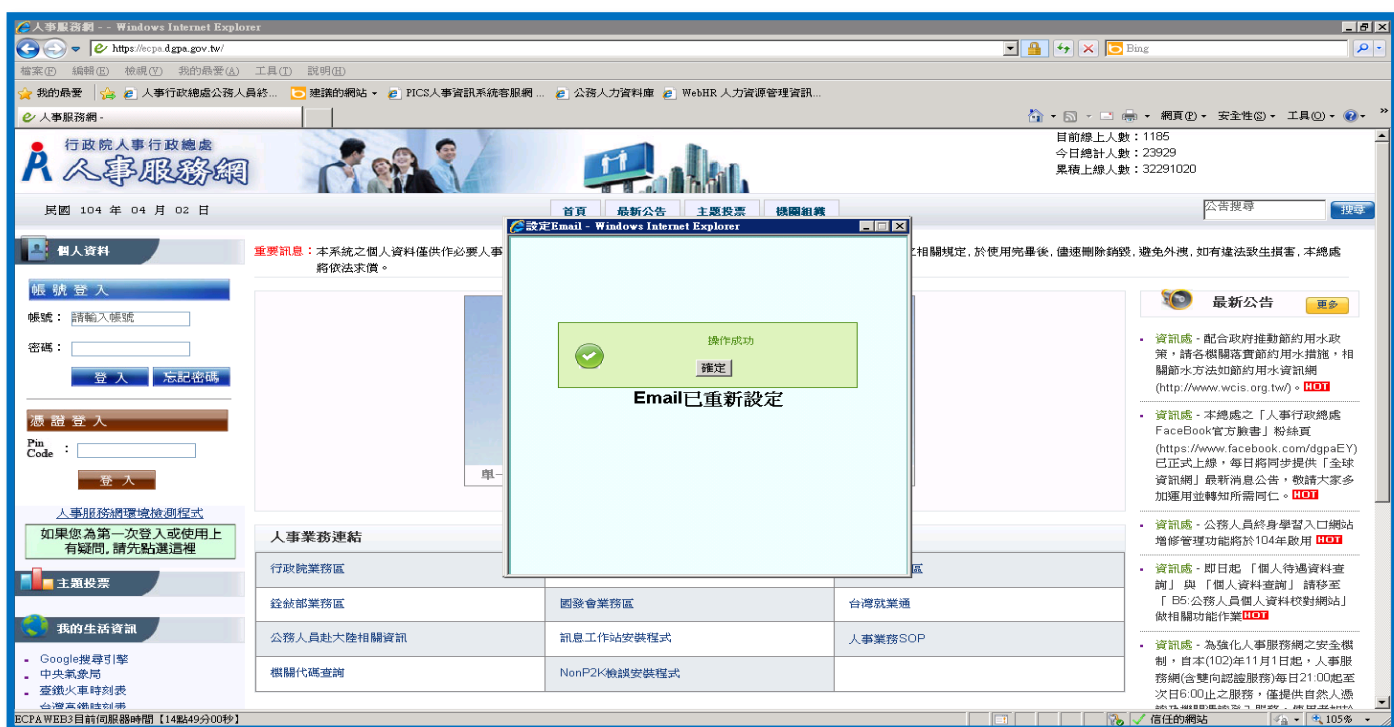 人事服務網 - - Windows Internet Explorer
https://ecpa.dgpa.gov.tw/
Bing
檔案(F) 編輯(E) 檢視(V) 我的最愛(A) 工具(T) 說明(H)
我的最愛 人事行政總處公務人員終... 建議的網站 PICS人事資訊系統客服網 ... 公務人力資料庫 WebHR 人力資源管理資訊...
人事服務網 -
網頁(P) 安全性(S) 工具(O)
行政院人事行政總處
人事服務網
目前線上人數：1185
今日總計人數：23929
累積上線人數：32291020
民國 104 年 04 月 02 日
首頁 最新公告 主題投票 機關組織
公告搜尋 搜尋
個人資料
重要訊息：本系統之個人資料僅供作必要人事
之相關規定,於使用完畢後,儘速刪除銷毀,避免外洩,如有違法致生損害,本總處
將依法求償。
帳號登入
帳號： 請輸入帳號
密碼：
登入 忘記密碼
憑證登入
Pin Code ：
登入
人事服務網環境檢測程式
如果您為第一次登入或使用上
有疑問,請先點選這裡
主題投票
我的生活資訊
Google搜尋引擎
中央氣象局
臺鐵火車時刻表
台灣高鐵時刻表
設定Email - Windows Internet Explorer
操作成功
確定
Email已重新設定
單一
人事業務連結
行政院業務區
區
銓敘部業務區 國發會業務區 台灣就業通
公務人員赴大陸相關資訊 訊息工作站安裝程式 人事業務SOP
機關代碼查詢 NonP2K檢誤安裝程式
最新公告 更多
資訊處 - 配合政府推動節約用水政
策，請各機關落實節約用水措施，相
關節水方法如節約用水資訊網
(http://www.wcis.org.tw/)。HOT
資訊處 - 本總處之「人事行政總處
FaceBook官方臉書」粉絲頁
(https://www.facebook.com/dgpaEY)
已正式上線，每日將同步提供「全球
資訊網」最新消息公告，敬請大家多
加運用並轉知所需同仁。HOT
資訊處 - 公務人員終身學習入口網站
增修管理功能將於104年啟用 HOT
資訊處 - 即日起 「個人待遇資料查
詢」 與 「個人資料查詢」 請移至
「 B5:公務人員個人資料校對網站」
做相關功能作業HOT
資訊處 - 為強化人事服務網之安全機
制，自本(102)年11月1日起，人事服
務網(含雙向認證服務)每日21:00起至
次日6:00止之服務，僅提供自然人憑
ECPAWEB3目前伺服器時間【14點49分00秒】
信任的網站
105%